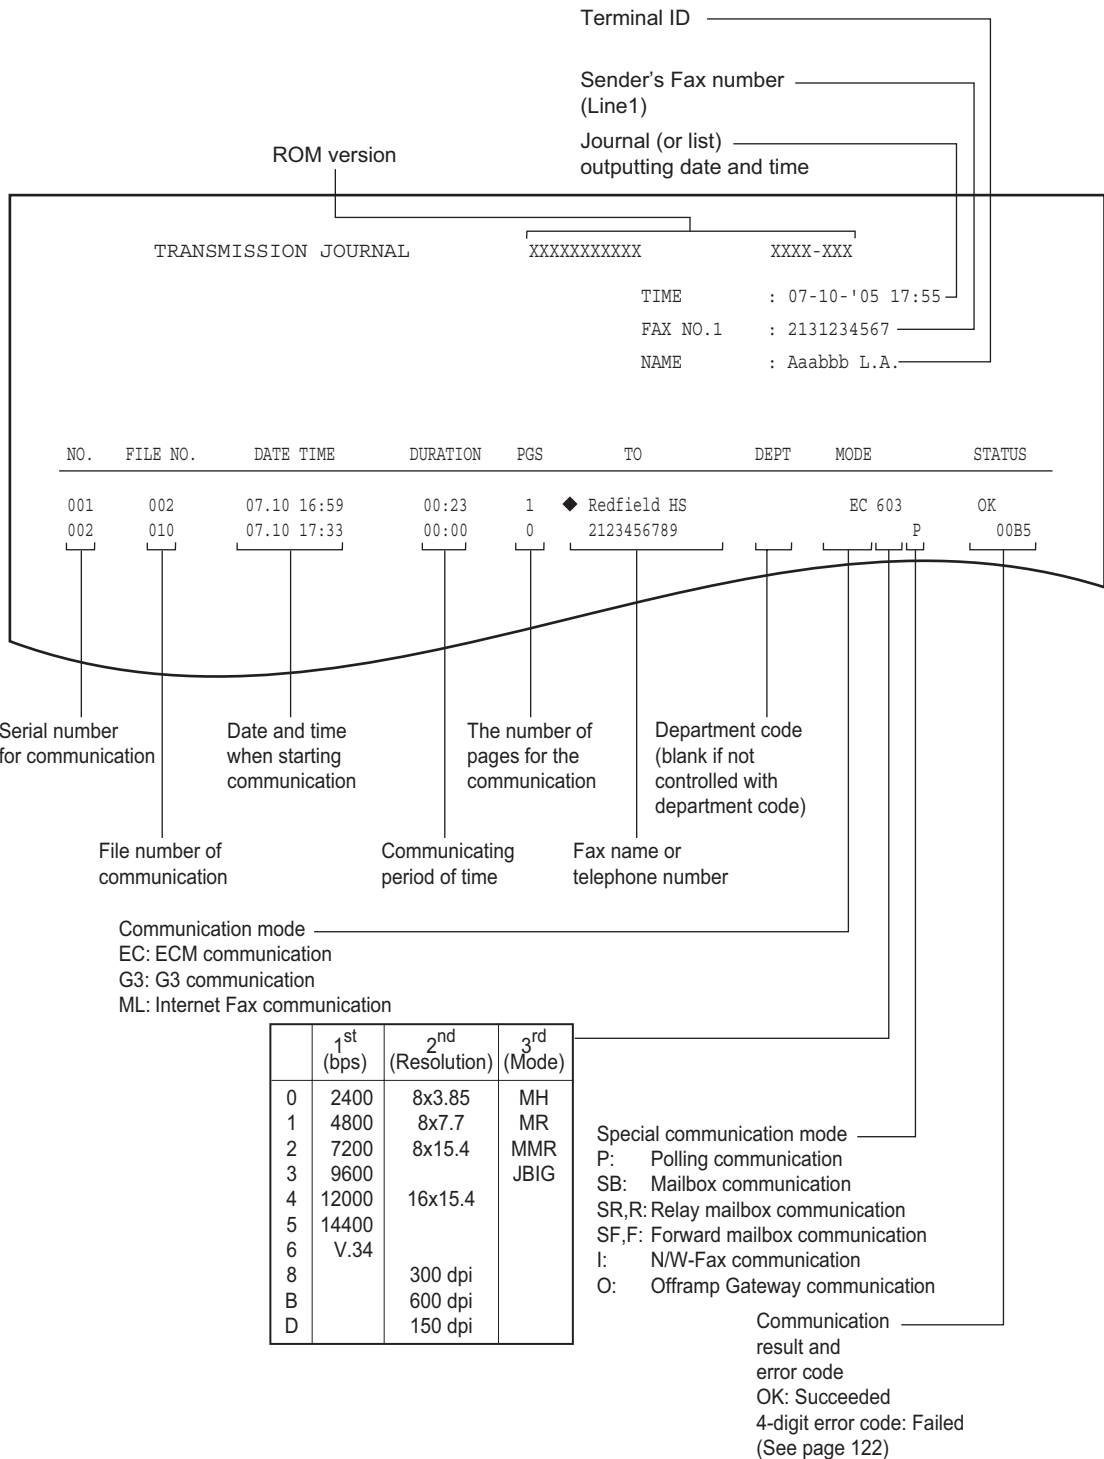 Terminal ID
Sender's Fax number
(Line1)
Journal (or list)
outputting date and time
ROM version
TRANSMISSION JOURNAL XXXXXXXXXXX XXXX-XXX
TIME : 07-10-'05 17:55
FAX NO.1 : 2131234567
NAME : Aaabbb L.A.
NO. FILE NO. DATE TIME DURATION PGS TO DEPT MODE STATUS
001 002 07.10 16:59 00:23 1 ◆ Redfield HS EC 603 OK
002 010 07.10 17:33 00:00 0 2123456789 P 00B5
Serial number
for communication
Date and time
when starting
communication
The number of
pages for the
communication
Department code
(blank if not
controlled with
department code)
File number of
communication
Communicating
period of time
Fax name or
telephone number
Communication mode
EC: ECM communication
G3: G3 communication
ML: Internet Fax communication
1st (bps) 2nd (Resolution) 3rd (Mode)
0 2400 8x3.85 MH
1 4800 8x7.7 MR
2 7200 8x15.4 MMR
3 9600 JBIG
4 12000 16x15.4
5 14400
6 V.34
8 300 dpi
B 600 dpi
D 150 dpi
Special communication mode
P: Polling communication
SB: Mailbox communication
SR,R: Relay mailbox communication
SF,F: Forward mailbox communication
I: N/W-Fax communication
O: Offramp Gateway communication
Communication
result and
error code
OK: Succeeded
4-digit error code: Failed
(See page 122)